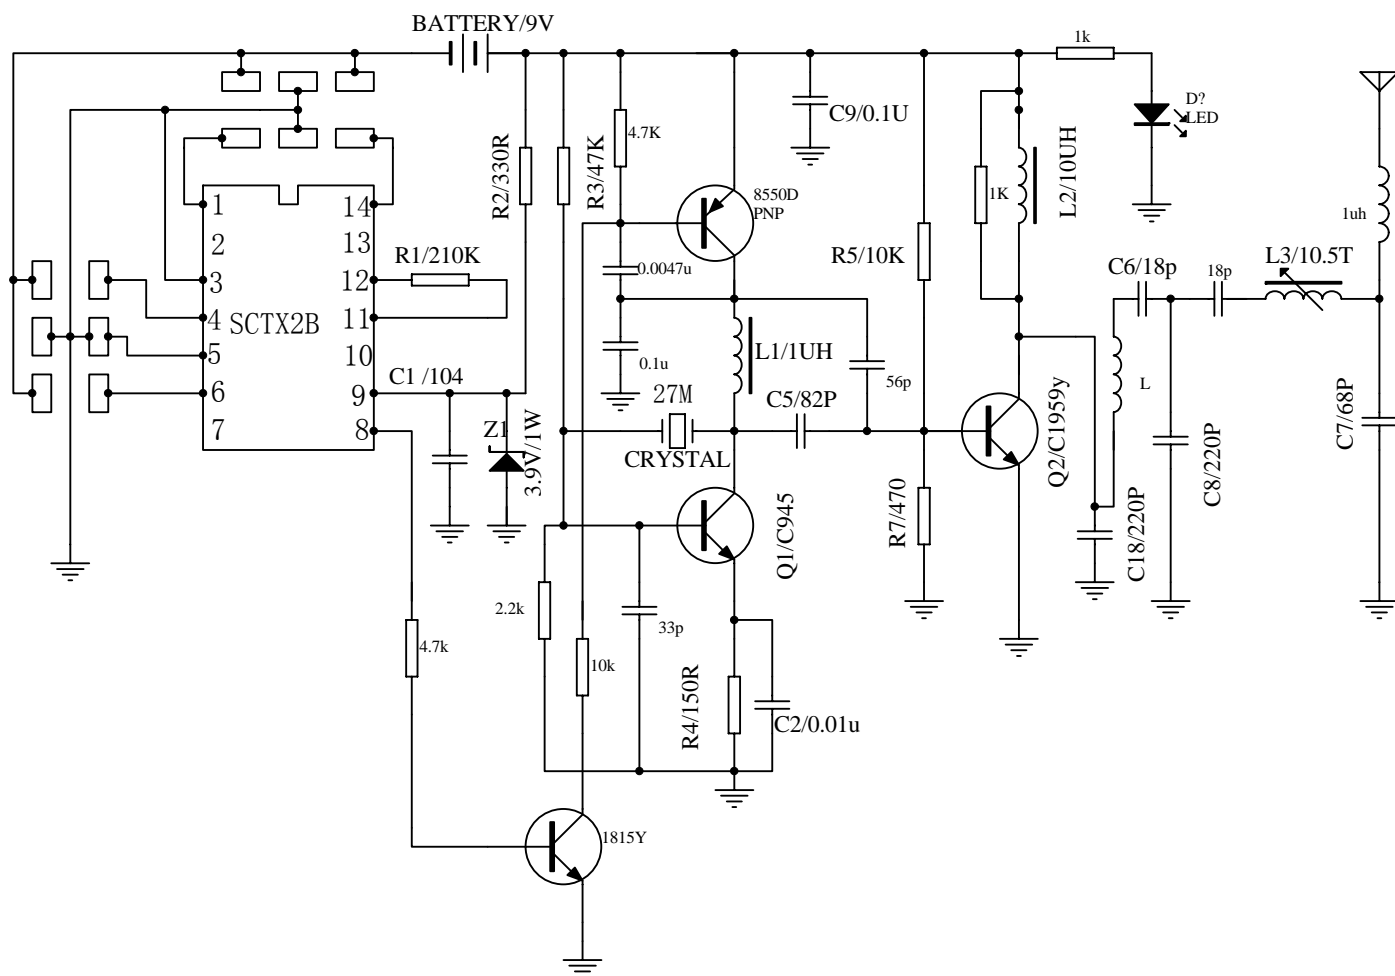 BATTERY/9V
1k
C9/0.1U
D?
LED
4.7K
R2/330R
R3/47K
8550D
PNP
1K
L2/10UH
1
14
1uh
2
13
R1/210K
R5/10K
C6/18p
18p
L3/10.5T
3
12
0.0047u
4
SCTX2B
11
5
10
0.1u
L1/1UH
56p
L
6
9
C1 /104
27M
C5/82P
7
8
Z1
3.9V/1W
CRYSTAL
Q2/C1959y
C8/220P
C7/68P
R7/470
Q1/C945
C18/220P
2.2k
33p
4.7k
10k
R4/150R
C2/0.01u
1815Y